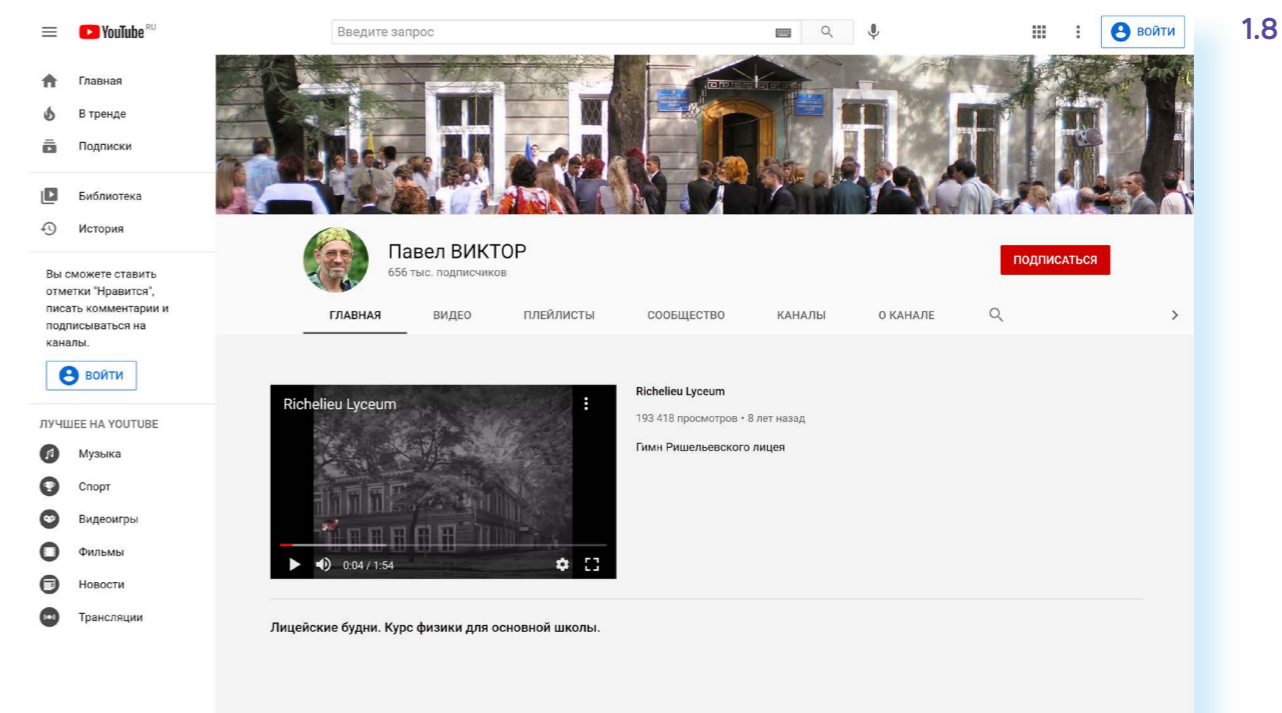 YouTube RU
Введите запрос
ВОЙТИ
1.8
Главная
В тренде
Подписки
Библиотека
История
Вы сможете ставить
отметки "Нравится",
писать комментарии и
подписываться на
каналы.
ВОЙТИ
ЛУЧШЕЕ НА YOUTUBE
Музыка
Спорт
Видеоигры
Фильмы
Новости
Трансляции
Павел ВИКТОР
656 тыс. подписчиков
ПОДПИСАТЬСЯ
ГЛАВНАЯ ВИДЕО ПЛЕЙЛИСТЫ СООБЩЕСТВО КАНАЛЫ О КАНАЛЕ
Richelieu Lyceum
0:04 / 1:54
Richelieu Lyceum
193 418 просмотров • 8 лет назад
Гимн Ришельевского лицея
Лицейские будни. Курс физики для основной школы.